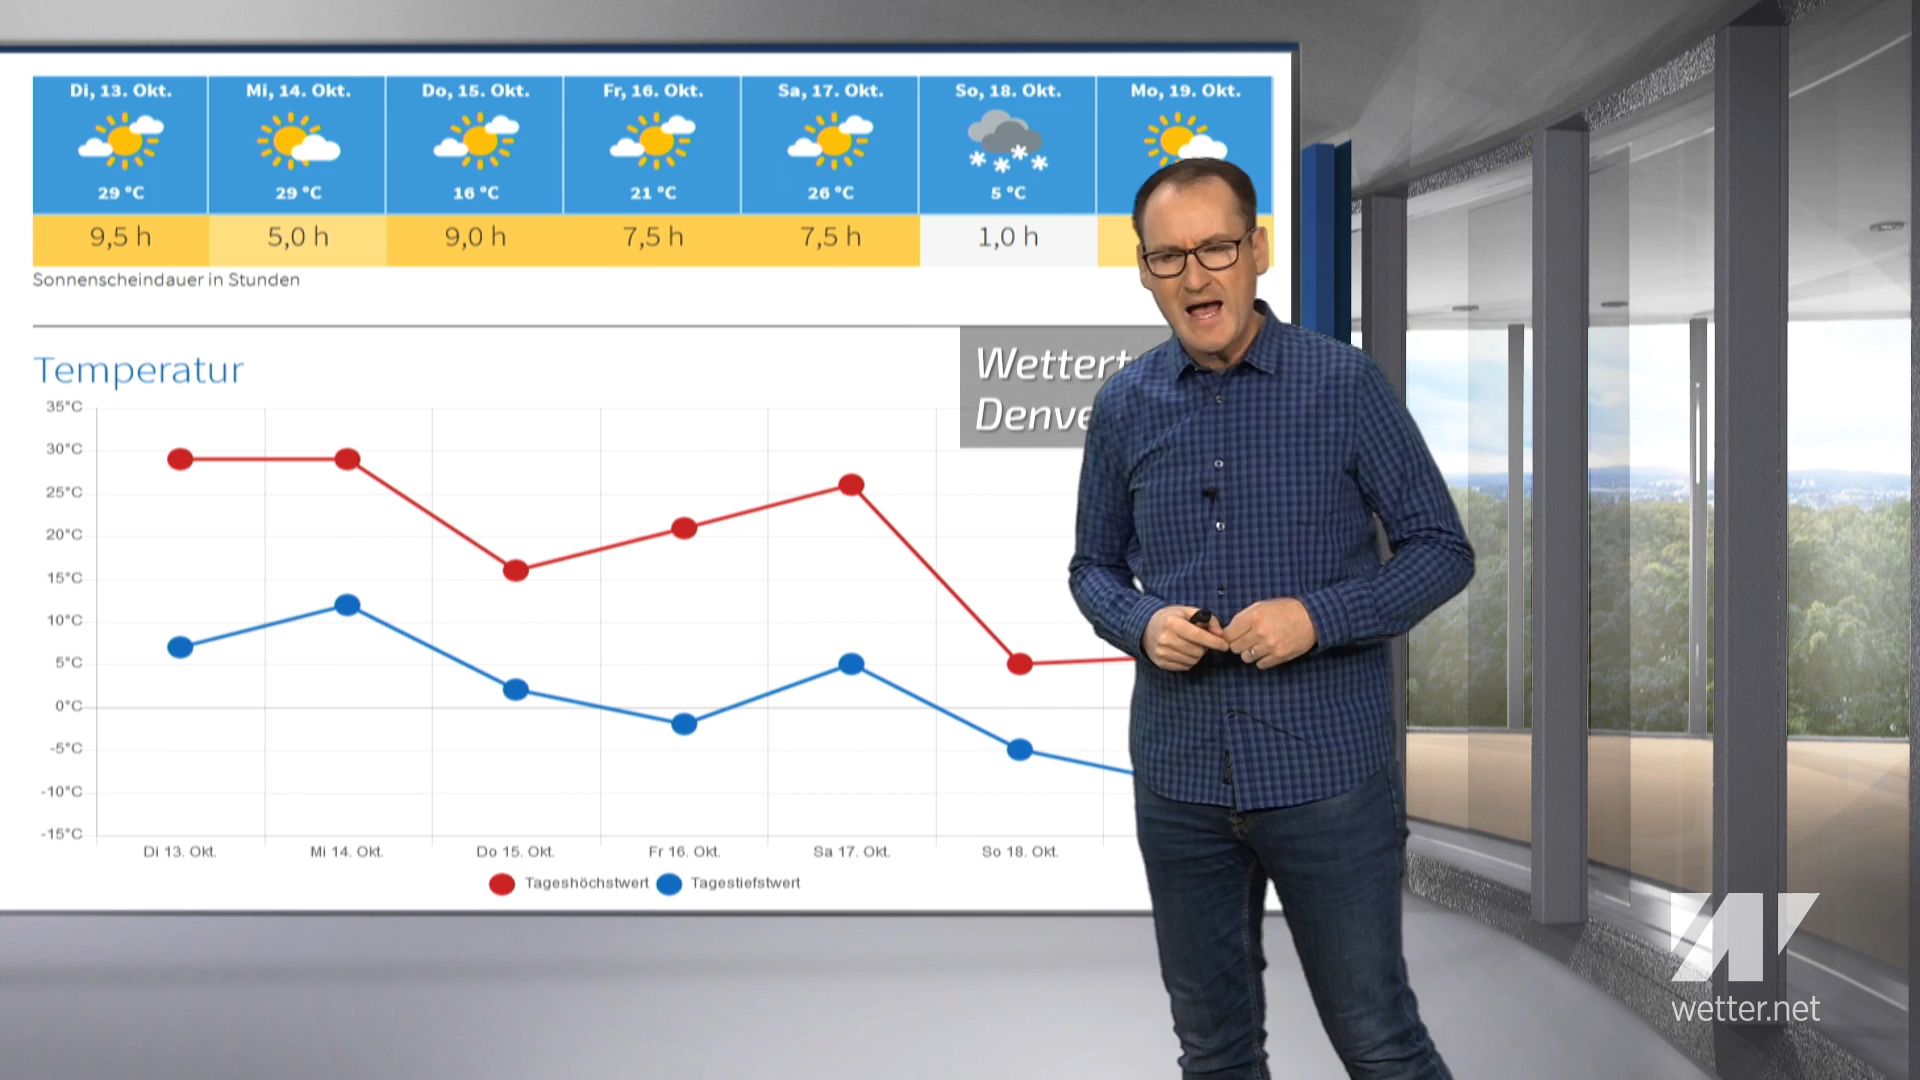 Di, 13. Okt. Mi, 14. Okt. Do, 15. Okt. Fr, 16. Okt. Sa, 17. Okt. So, 18. Okt. Mo, 19. Okt.
29 °C 29 °C 16 °C 21 °C 26 °C 5 °C
9,5 h 5,0 h 9,0 h 7,5 h 7,5 h 1,0 h
Sonnenscheindauer in Stunden
Temperatur
35°C
30°C
25°C
20°C
15°C
10°C
5°C
0°C
-5°C
-10°C
-15°C
Di 13. Okt. Mi 14. Okt. Do 15. Okt. Fr 16. Okt. Sa 17. Okt. So 18. Okt.
Tageshöchstwert Tagestiefstwert
wetter.net